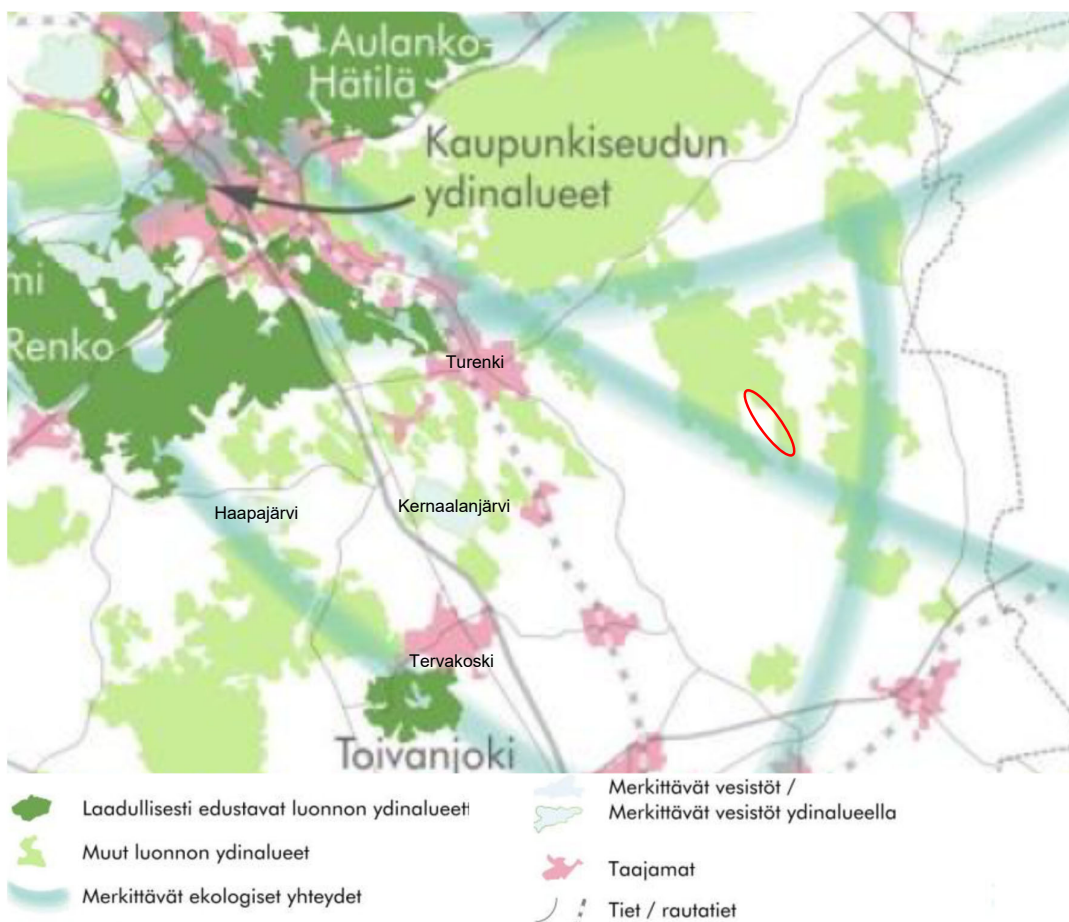 Aulanko-
Hätilä
Kaupunkiseudun
ydinalueet
mi
Renko
Turenki
Haapajärvi
Kernaalanjärvi
Tervakoski
Toivanjoki
Laadullisesti edustavat luonnon ydinalueet
Muut luonnon ydinalueet
Merkittävät ekologiset yhteydet
Merkittävät vesistöt /
Merkittävät vesistöt ydinalueella
Taajamat
Tiet / rautatiet